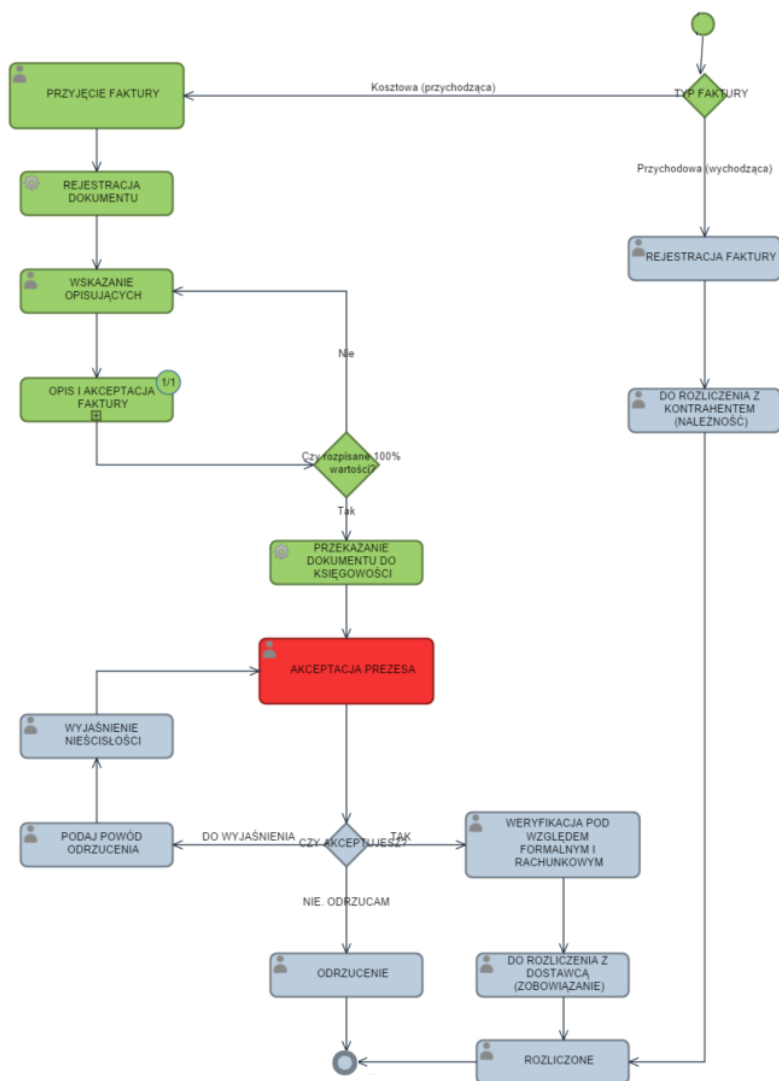 Kosztowa (przychodząca)
TYP FAKTURY
PRZYJĘCIE FAKTURY
Przychodowa (wychodząca)
REJESTRACJA
DOKUMENTU
REJESTRACJA FAKTURY
WSKAZANIE
OPISUJĄCYCH
Nie
1/1
OPIS I AKCEPTACJA
FAKTURY
DO ROZLICZENIA Z
KONTRAHENTEM
(NALEŻNOŚĆ)
Czy rozpisane 100%
wartości?
Tak
PRZEKAZANIE
DOKUMENTU DO
KSIĘGOWOŚCI
AKCEPTACJA PREZESA
WYJAŚNIENIE
NIEŚCISŁOŚCI
PODAJ POWÓD
ODRZUCENIA
DO WYJAŚNIENIA
CZY AKCEPTUJESZ?
TAK
WERYFIKACJA POD
WZGLĘDEM
FORMALNYM I
RACHUNKOWYM
NIE. ODRZUCAM
ODRZUCENIE
DO ROZLICZENIA Z
DOSTAWCĄ
(ZOBOWIĄZANIE)
ROZLICZONE